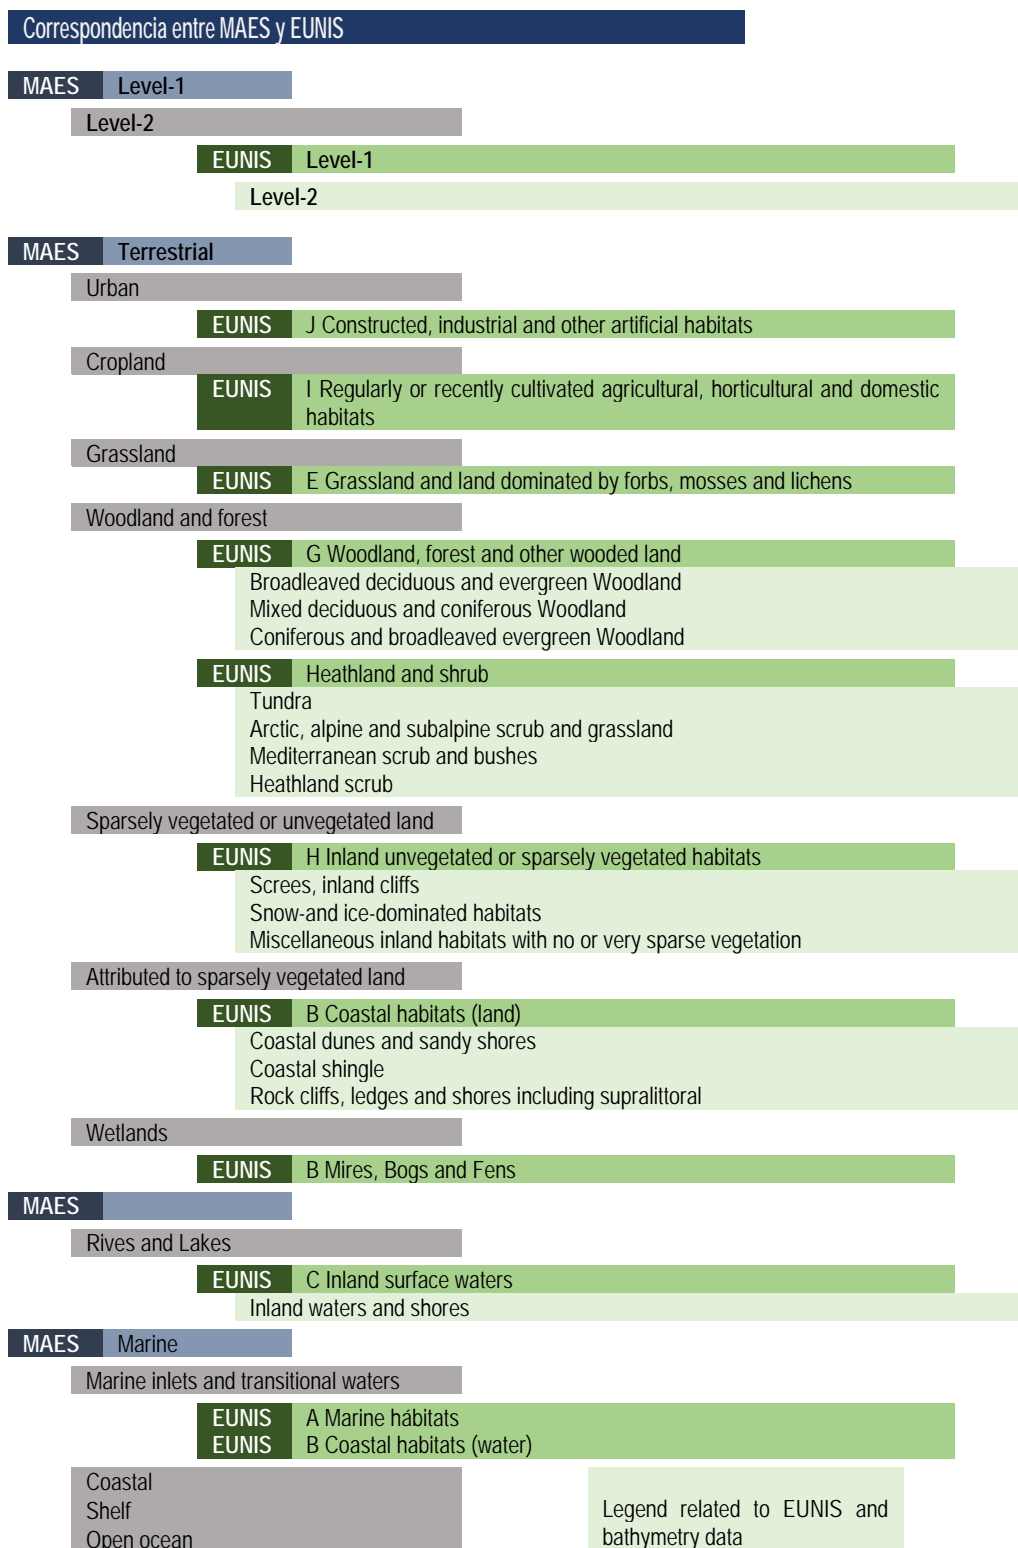 Correspondencia entre MAES y EUNIS
MAES Level-1
Level-2
EUNIS Level-1
Level-2
MAES Terrestrial
Urban
EUNIS J Constructed, industrial and other artificial habitats
Cropland
EUNIS I Regularly or recently cultivated agricultural, horticultural and domestic
habitats
Grassland
EUNIS E Grassland and land dominated by forbs, mosses and lichens
Woodland and forest
EUNIS G Woodland, forest and other wooded land
Broadleaved deciduous and evergreen Woodland
Mixed deciduous and coniferous Woodland
Coniferous and broadleaved evergreen Woodland
EUNIS Heathland and shrub
Tundra
Arctic, alpine and subalpine scrub and grassland
Mediterranean scrub and bushes
Heathland scrub
Sparsely vegetated or unvegetated land
EUNIS H Inland unvegetated or sparsely vegetated habitats
Screes, inland cliffs
Snow-and ice-dominated habitats
Miscellaneous inland habitats with no or very sparse vegetation
Attributed to sparsely vegetated land
EUNIS B Coastal habitats (land)
Coastal dunes and sandy shores
Coastal shingle
Rock cliffs, ledges and shores including supralittoral
Wetlands
EUNIS B Mires, Bogs and Fens
MAES
Rives and Lakes
EUNIS C Inland surface waters
Inland waters and shores
MAES Marine
Marine inlets and transitional waters
EUNIS A Marine hábitats
EUNIS B Coastal habitats (water)
Coastal
Shelf
Open ocean
Legend related to EUNIS and
bathymetry data